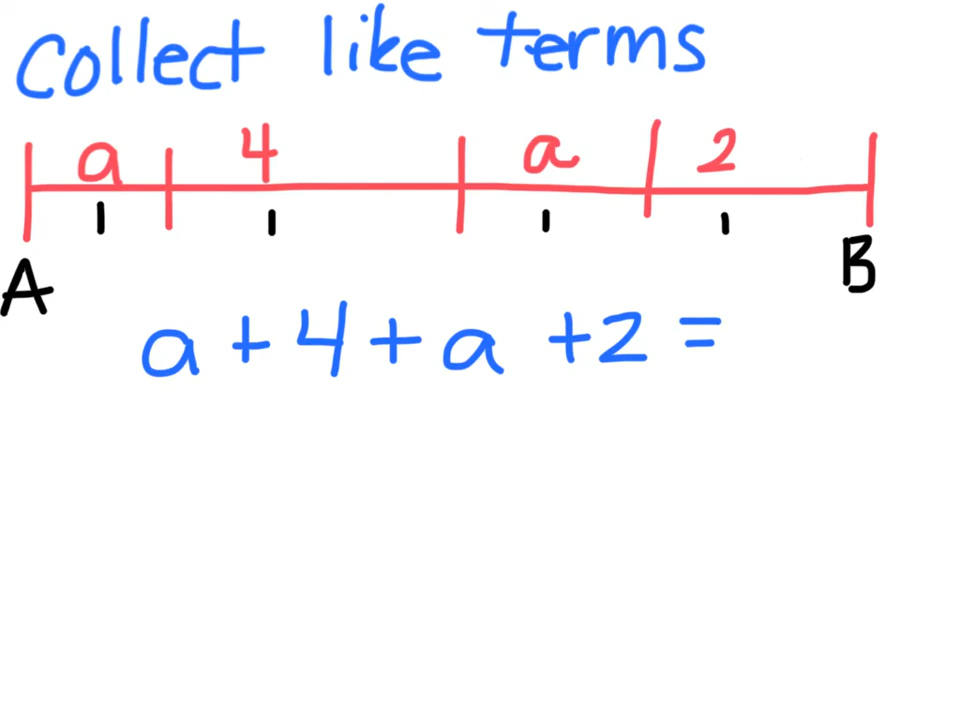 Collect like terms
a 4 a 2
A B
a + 4 + a + 2 =